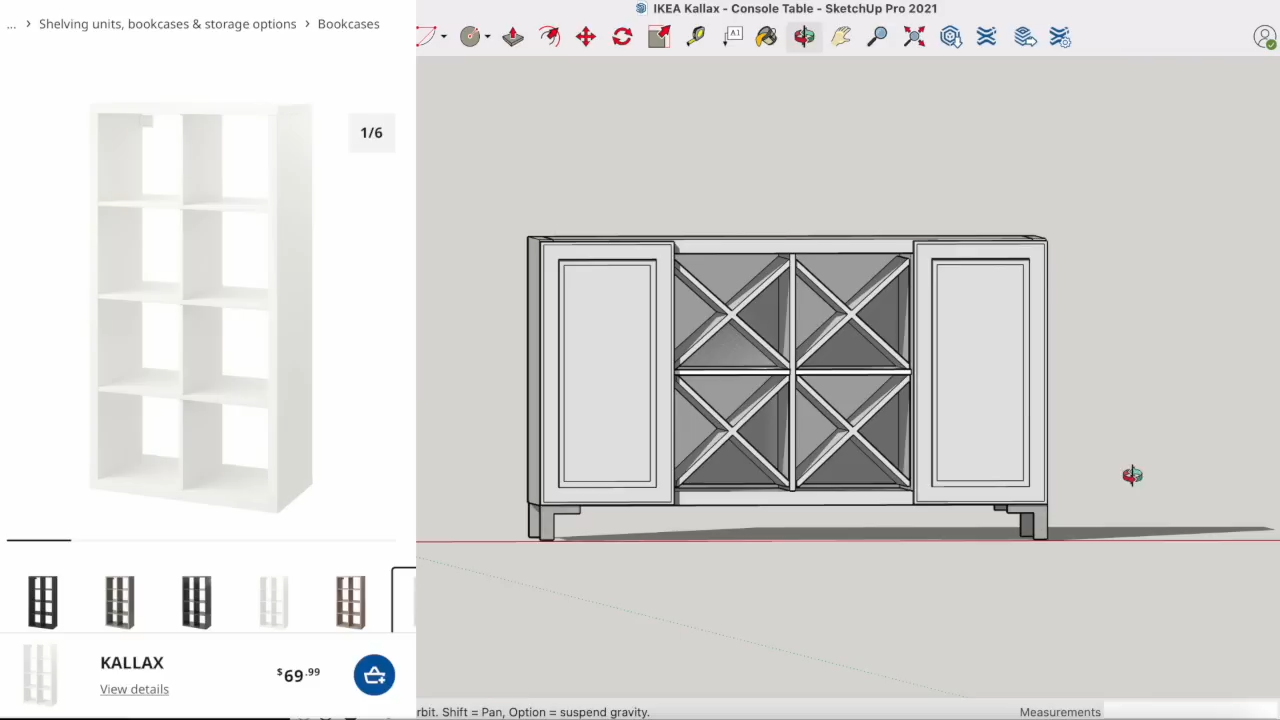 ... > Shelving units, bookcases & storage options > Bookcases
1/6
KALLAX
$69.99
View details
IKEA Kallax - Console Table - SketchUp Pro 2021
A1
rbit. Shift = Pan, Option = suspend gravity.
Measurements